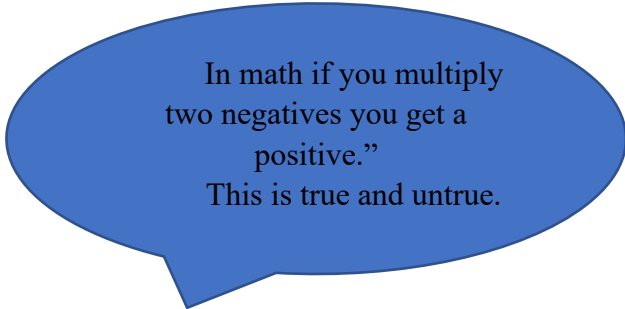 In math if you multiply
two negatives you get a
positive.”
This is true and untrue.